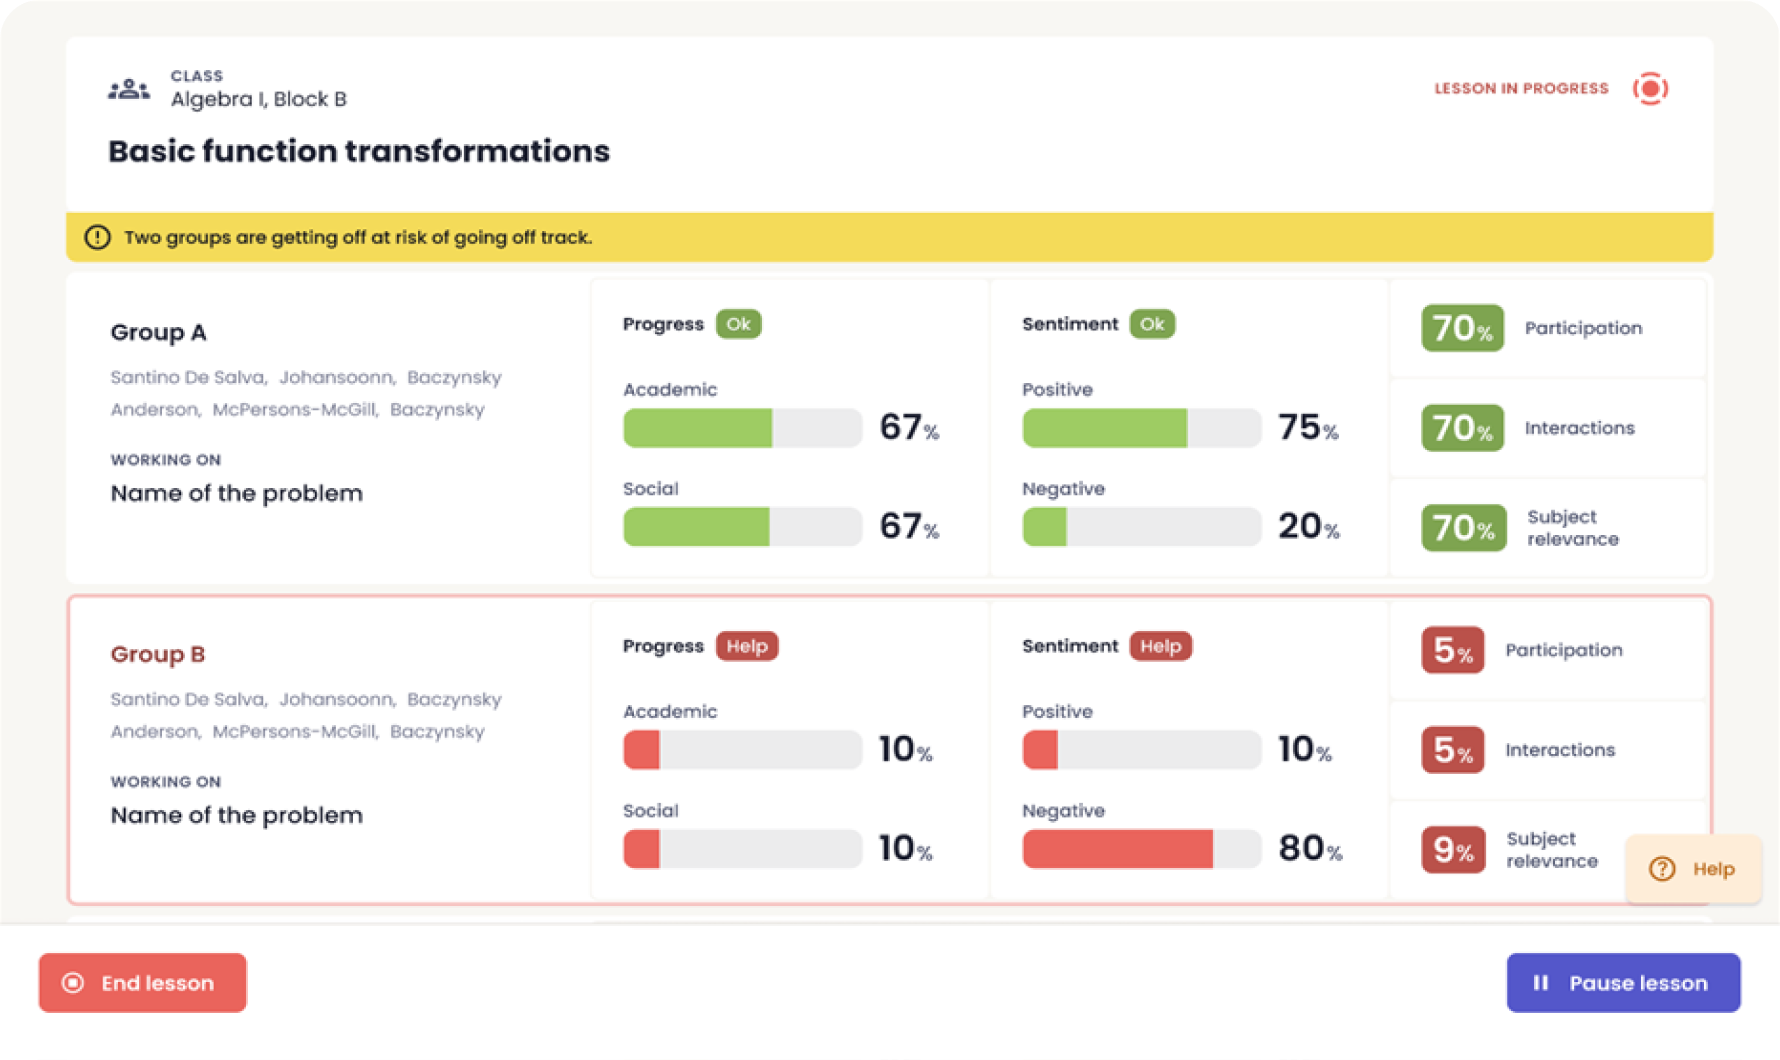 CLASS
Algebra I, Block B
LESSON IN PROGRESS
Basic function transformations
Two groups are getting off at risk of going off track.
Group A
Santino De Salva, Johansoonn, Baczynsky
Anderson, McPersons-McGill, Baczynsky
WORKING ON
Name of the problem
Progress Ok
Academic
67%
Social
67%
Sentiment Ok
Positive
75%
Negative
20%
70% Participation
70% Interactions
70% Subject
relevance
Group B
Santino De Salva, Johansoonn, Baczynsky
Anderson, McPersons-McGill, Baczynsky
WORKING ON
Name of the problem
Progress Help
Academic
10%
Social
10%
Sentiment Help
Positive
10%
Negative
80%
5% Participation
5% Interactions
9% Subject
relevance
Help
End lesson
Pause lesson